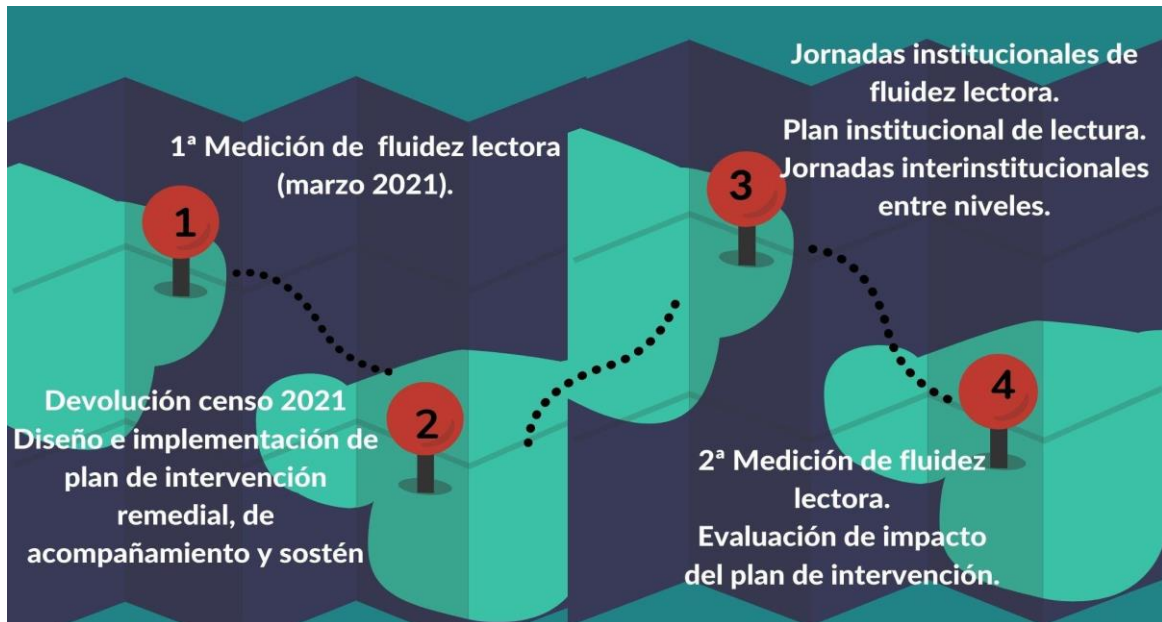 1ª Medición de fluidez lectora
(marzo 2021).
1
Devolución censo 2021
Diseño e implementación de
plan de intervención
remedial, de
acompañamiento y sostén
2
Jornadas institucionales de
fluidez lectora.
Plan institucional de lectura.
Jornadas interinstitucionales
entre niveles.
3
2ª Medición de fluidez
lectora.
Evaluación de impacto
del plan de intervención.
4